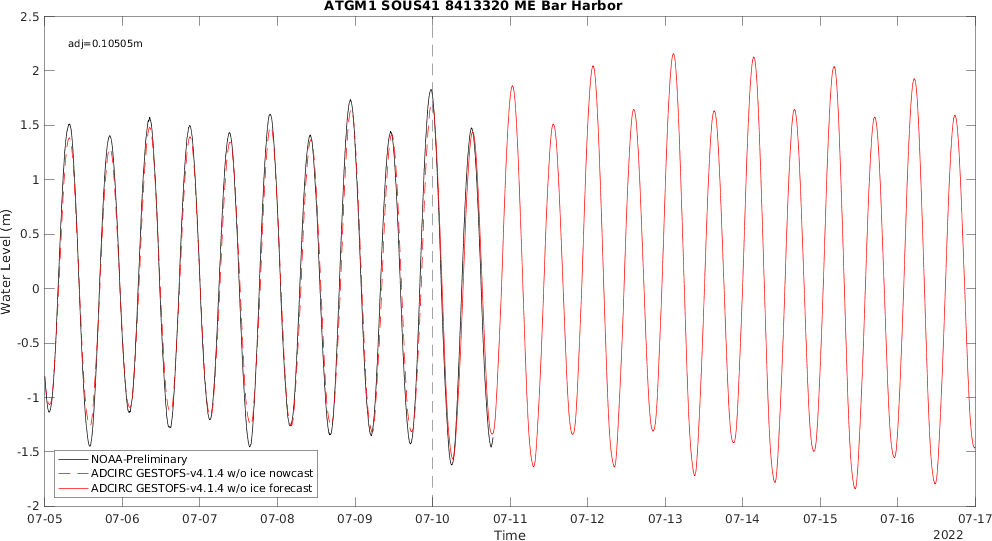 ATGM1 SOUS41 8413320 ME Bar Harbor
adj=0.10505m
2.5
2
1.5
1
0.5
0
-0.5
-1
-1.5
-2
Water Level (m)
NOAA-Preliminary
ADCIRC GESTOFS-v4.1.4 w/o ice nowcast
ADCIRC GESTOFS-v4.1.4 w/o ice forecast
07-05 07-06 07-07 07-08 07-09 07-10 07-11 07-12 07-13 07-14 07-15 07-16 07-17
Time
2022